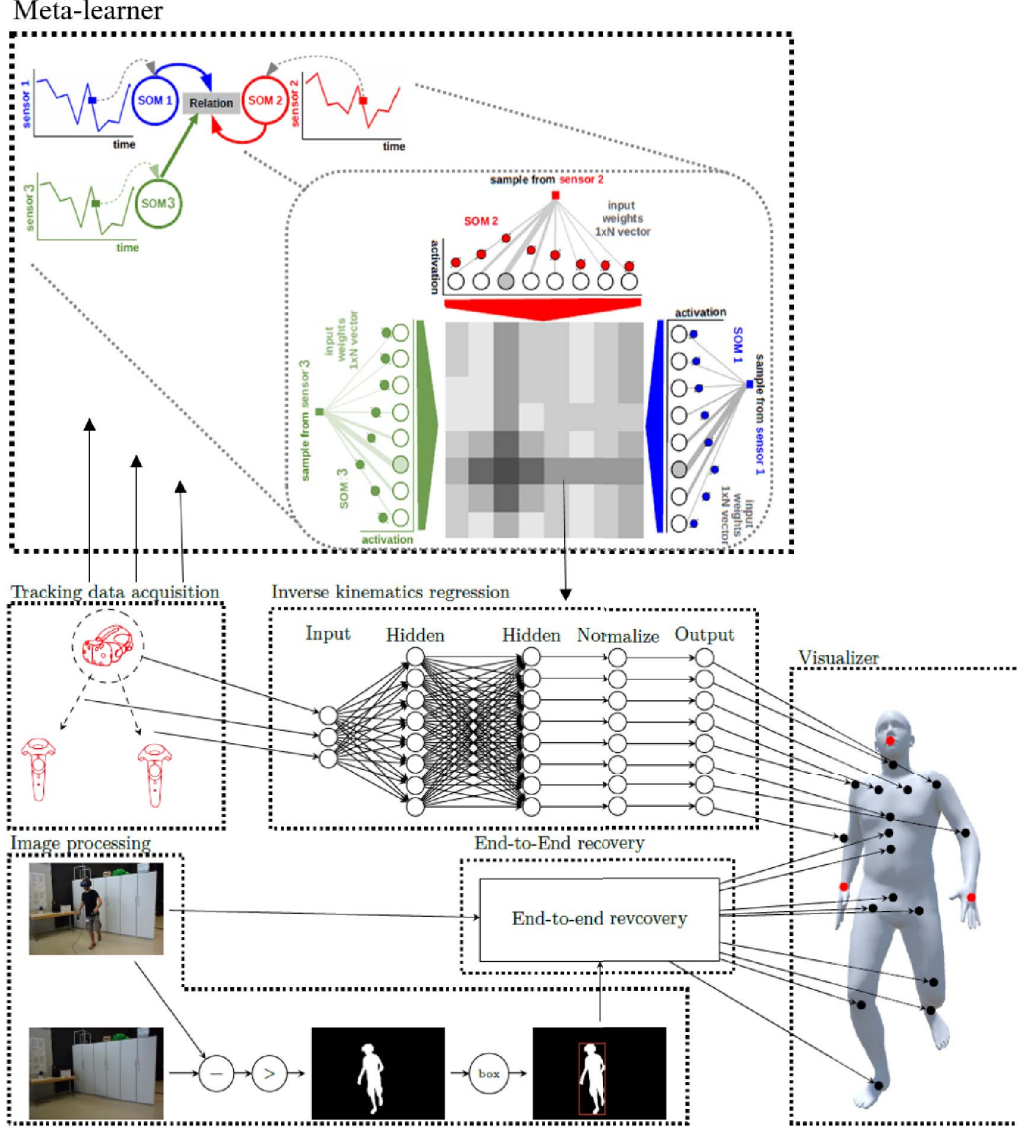 Meta-learner
sensor 1
SOM 1
Relation
SOM 2
sensor 2
time
time
sensor3
SOM3
time
sample from sensor 2
SOM 2
input
weights
1xN vector
activation
activation
input
weights
1xN vector
sample from sensor 3
SOM 3
activation
SOM 1
sample from sensor 1
input
weights
1xN vector
Tracking data acquisition
Inverse kinematics regression
Input
Hidden
Hidden
Normalize
Output
Visualizer
Image processing
End-to-End recovery
End-to-end revcovery
−
>
box